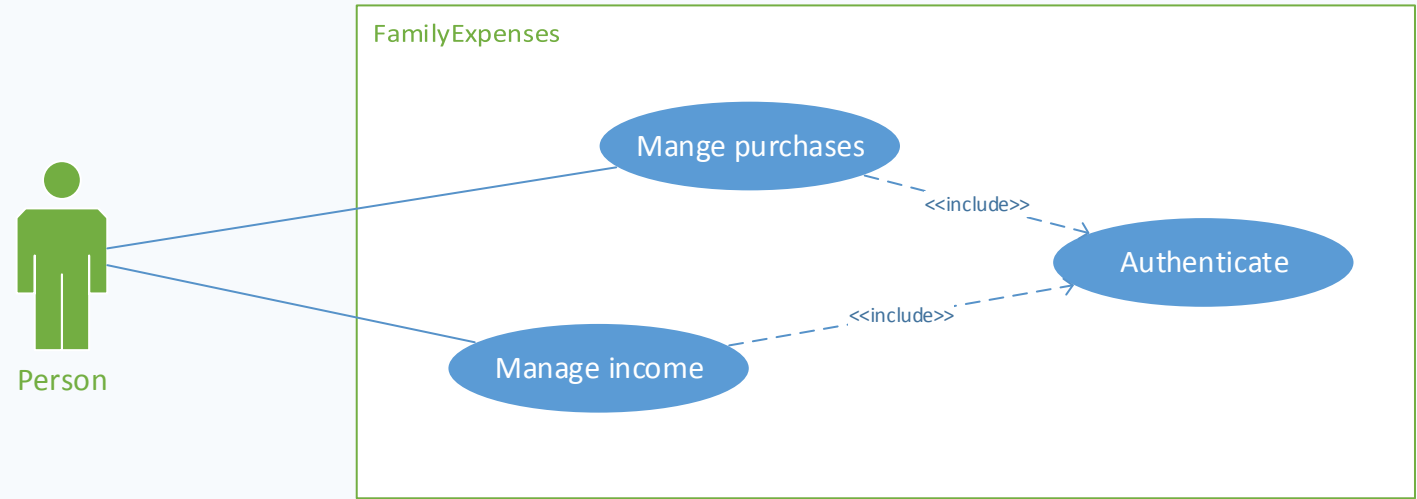 FamilyExpenses
Mange purchases
<<include>>
Authenticate
<<include>>
Manage income
Person